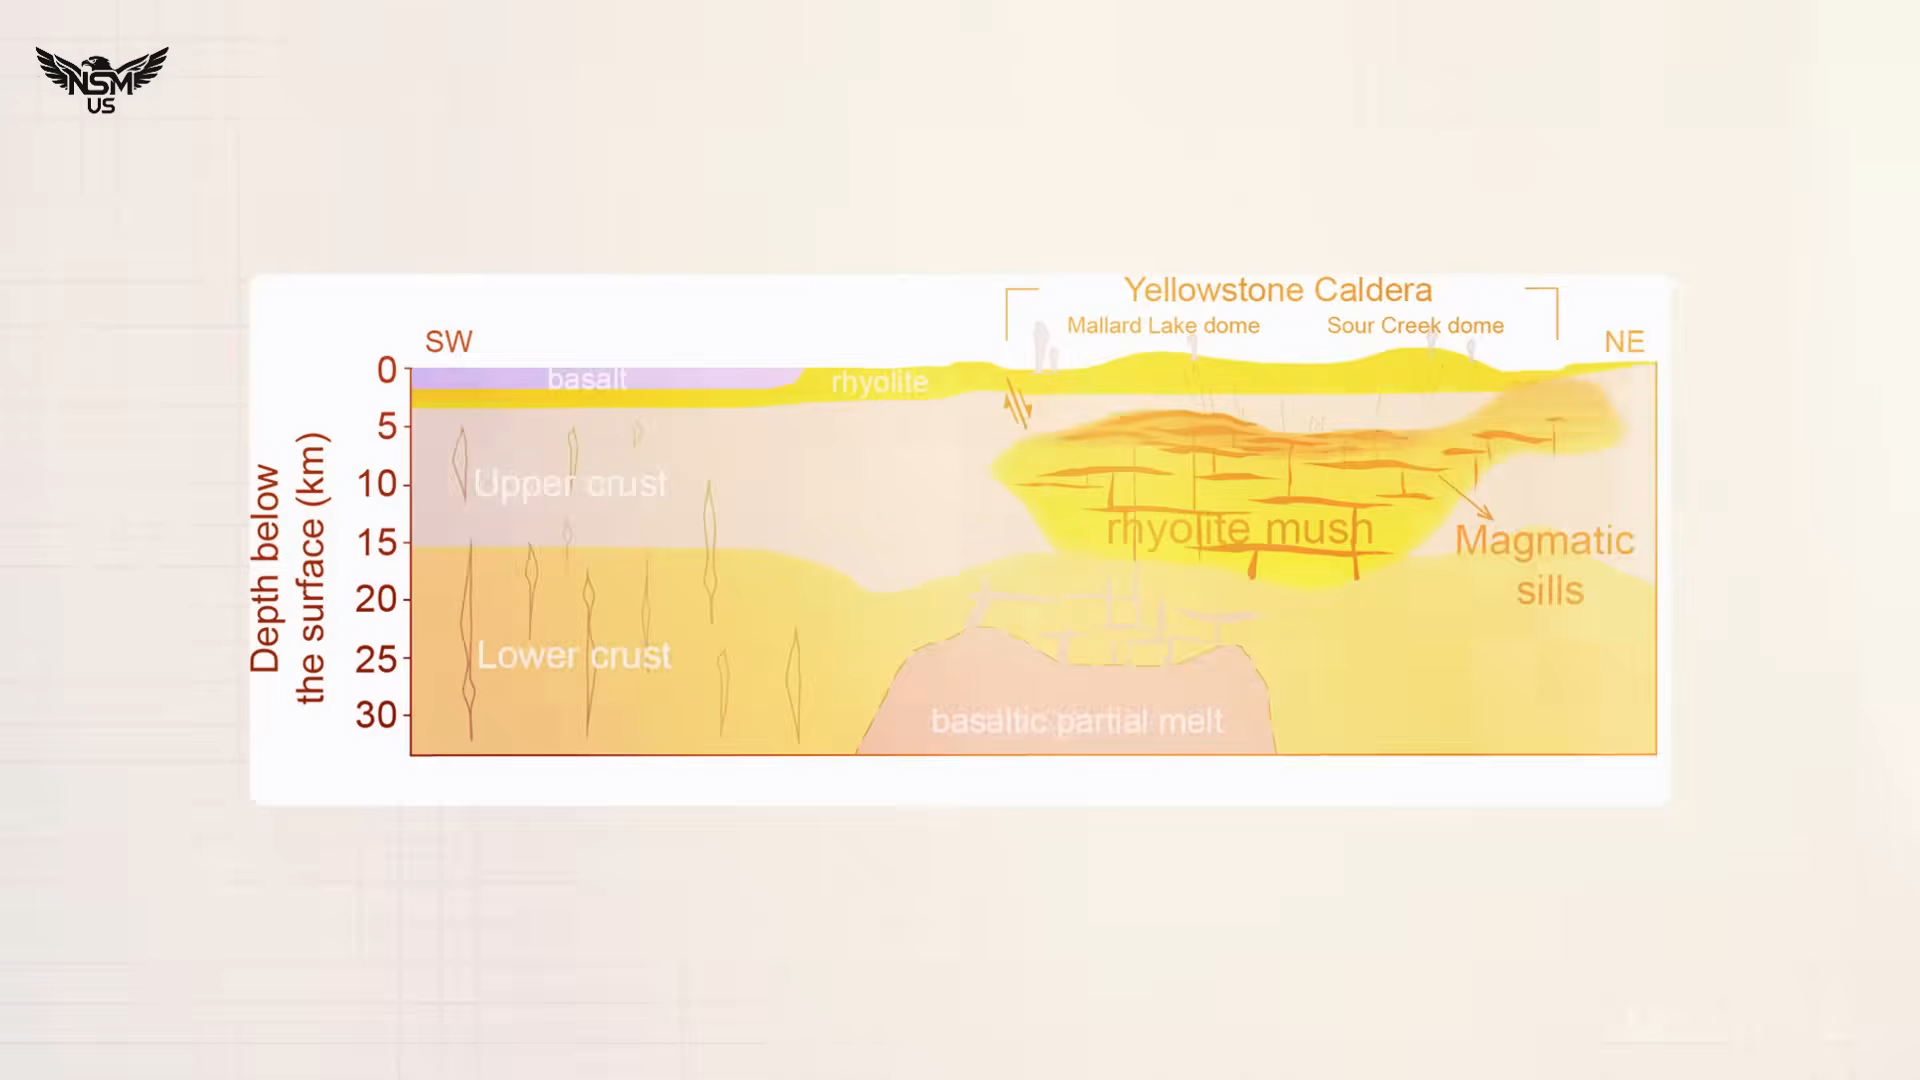 NSM
US
Yellowstone Caldera
Mallard Lake dome
Sour Creek dome
SW
NE
0
5
10
15
20
25
30
Depth below
the surface (km)
basalt
rhyolite
Upper crust
rhyolite mush
Magmatic
sills
Lower crust
basaltic partial melt